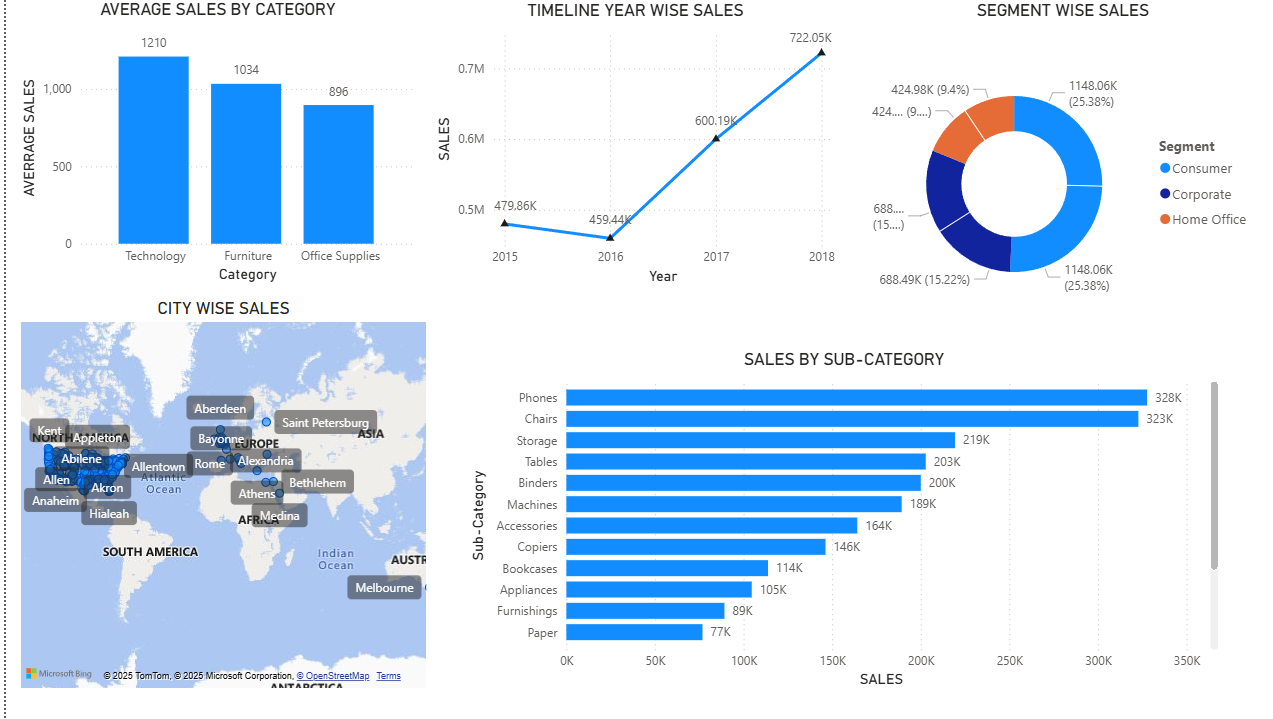 AVERAGE SALES BY CATEGORY
AVERRAGE SALES
1,000
500
0
1210
1034
896
Technology
Furniture
Office Supplies
Category
TIMELINE YEAR WISE SALES
SALES
0.7M
0.6M
0.5M
479.86K
459.44K
600.19K
722.05K
2015
2016
2017
2018
Year
SEGMENT WISE SALES
424.98K (9.4%)
424.... (9....)
688....
(15....)
688.49K (15.22%)
1148.06K
(25.38%)
1148.06K
(25.38%)
Segment
Consumer
Corporate
Home Office
CITY WISE SALES
Aberdeen
Saint Petersburg
ASIA
Kent
Appleton
Bayonne
EUROPE
Abilene
Allentown
Rome
Alexandria
Atlantic
Ocean
Allen
Akron
Bethlehem
Anaheim
Athens
Hialeah
AFRICA
Medina
SOUTH AMERICA
Indian
Ocean
AUSTR
Melbourne
Microsoft Bing
© 2025 TomTom, © 2025 Microsoft Corporation, © OpenStreetMap Terms
SALES BY SUB-CATEGORY
Sub-Category
Phones 328K
Chairs 323K
Storage 219K
Tables 203K
Binders 200K
Machines 189K
Accessories 164K
Copiers 146K
Bookcases 114K
Appliances 105K
Furnishings 89K
Paper 77K
0K 50K 100K 150K 200K 250K 300K 350K
SALES